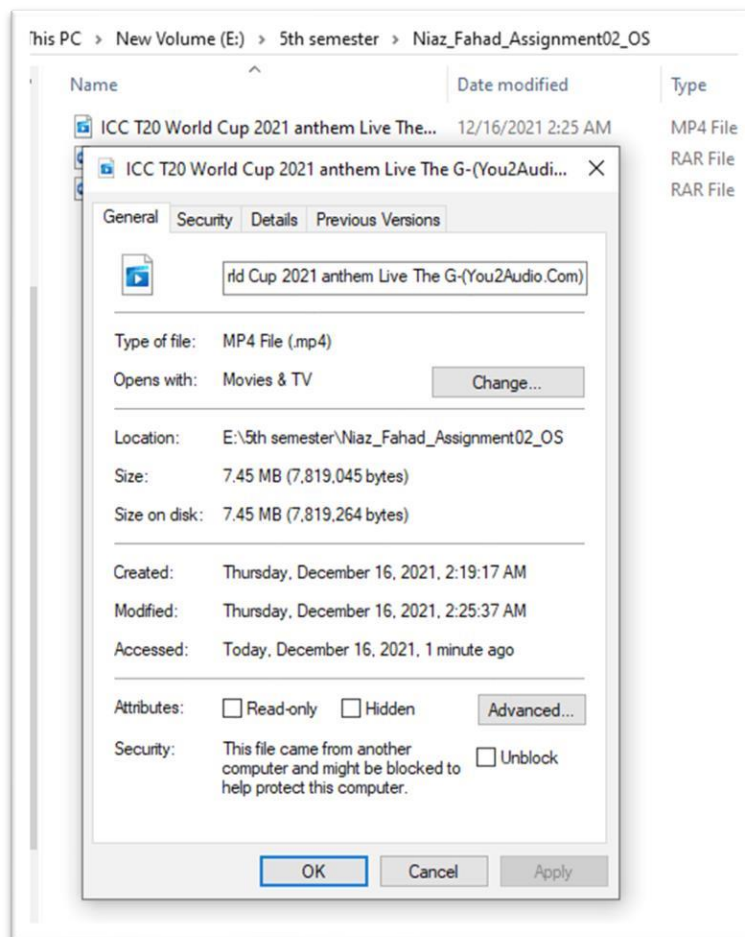 his PC > New Volume (E:) > 5th semester > Niaz_Fahad_Assignment02_OS
Name Date modified Type
ICC T20 World Cup 2021 anthem Live The... 12/16/2021 2:25 AM MP4 File
RAR File
RAR File
ICC T20 World Cup 2021 anthem Live The G-(You2Audi...
General Security Details Previous Versions
rld Cup 2021 anthem Live The G-(You2Audio.Com)
Type of file: MP4 File (.mp4)
Opens with: Movies & TV Change...
Location: E:\5th semester\Niaz_Fahad_Assignment02_OS
Size: 7.45 MB (7,819,045 bytes)
Size on disk: 7.45 MB (7,819,264 bytes)
Created: Thursday, December 16, 2021, 2:19:17 AM
Modified: Thursday, December 16, 2021, 2:25:37 AM
Accessed: Today, December 16, 2021, 1 minute ago
Attributes: Read-only Hidden Advanced...
Security: This file came from another
computer and might be blocked to
help protect this computer.
Unblock
OK Cancel Apply